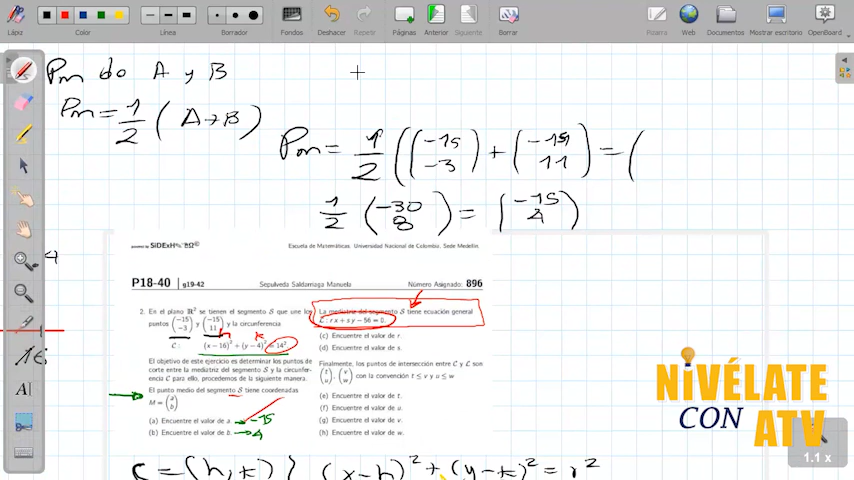 Lápiz
Color
Línea
Borrador
Fondos
Deshacer
Repetir
Páginas
Anterior
Siguiente
Borrar
Pizarra
Web
Documentos
Mostrar escritorio
OpenBoard
Pm do A y B
Pm = 1/2 (A+B)
Pm = 1/2 ((-15 -3) + (-15 11)) = (
1/2 (-30 8) = (-15 4)
Escuela de Matemáticas. Universidad Nacional de Colombia, Sede Medellín.
P18-40 | g19-42
Sepulveda Saldarriaga Manuela
Número Asignado: 896
2. En el plano ℝ² se tienen el segmento S que une los
puntos (-15 -3) y (-15 11) y la circunferencia
C : (x − 16)² + (y − 4)² = 14²
El objetivo de este ejercicio es determinar los puntos de
corte entre la mediatriz del segmento S y la circunferen-
cia C para ello, procedemos de la siguiente manera.
El punto medio del segmento S tiene coordenadas
M = (a b)
(a) Encuentre el valor de a. → -15
(b) Encuentre el valor de b. → 4
La mediatriz del segmento S tiene ecuación general
L : r x + s y − 56 = 0.
(c) Encuentre el valor de r.
(d) Encuentre el valor de s.
Finalmente, los puntos de intersección entre C y L son
(t u), (v w) con la convención t ≤ v y u ≤ w
(e) Encuentre el valor de t.
(f) Encuentre el valor de u.
(g) Encuentre el valor de v.
(h) Encuentre el valor de w.
C = (h, k) } (x-h)² + (y-k)² = r²
NIVÉLATE
CON
ATV
1.1 x